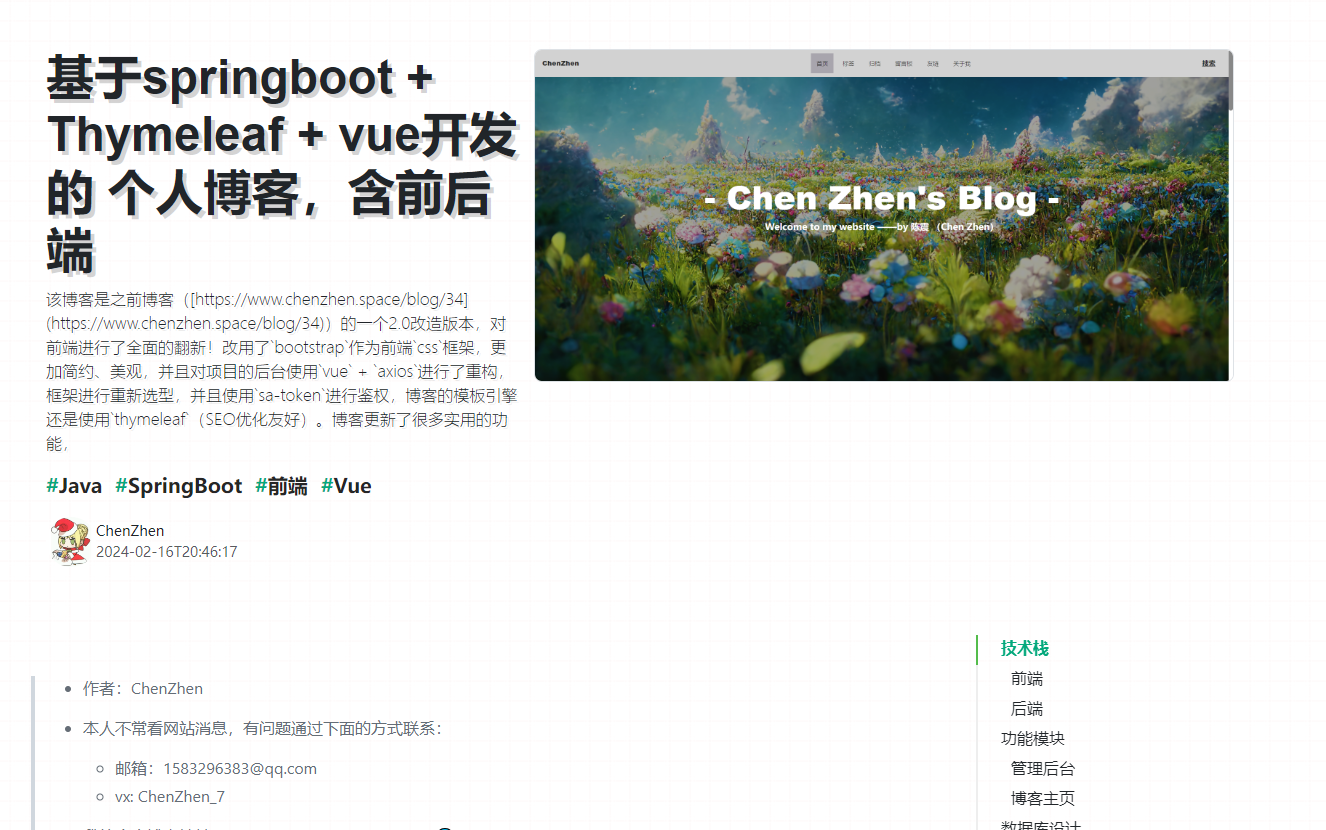 基于springboot +
Thymeleaf + vue开发
的 个人博客，含前后
端
该博客是之前博客（[https://www.chenzhen.space/blog/34]
(https://www.chenzhen.space/blog/34)）的一个2.0改造版本，对
前端进行了全面的翻新！改用了`bootstrap`作为前端`css`框架，更
加简约、美观，并且对项目的后台使用`vue` + `axios`进行了重构，
框架进行重新选型，并且使用`sa-token`进行鉴权，博客的模板引擎
还是使用`thymeleaf`（SEO优化友好）。博客更新了很多实用的功
能，
#Java #SpringBoot #前端 #Vue
ChenZhen
2024-02-16T20:46:17
ChenZhen 首页 标签 归档 留言板 友链 关于我 搜索
- Chen Zhen's Blog -
Welcome to my website ——by 陈震 （Chen Zhen）
作者：ChenZhen
本人不常看网站消息，有问题通过下面的方式联系：
邮箱：1583296383@qq.com
vx: ChenZhen_7
技术栈
前端
后端
功能模块
管理后台
博客主页
数据库设计